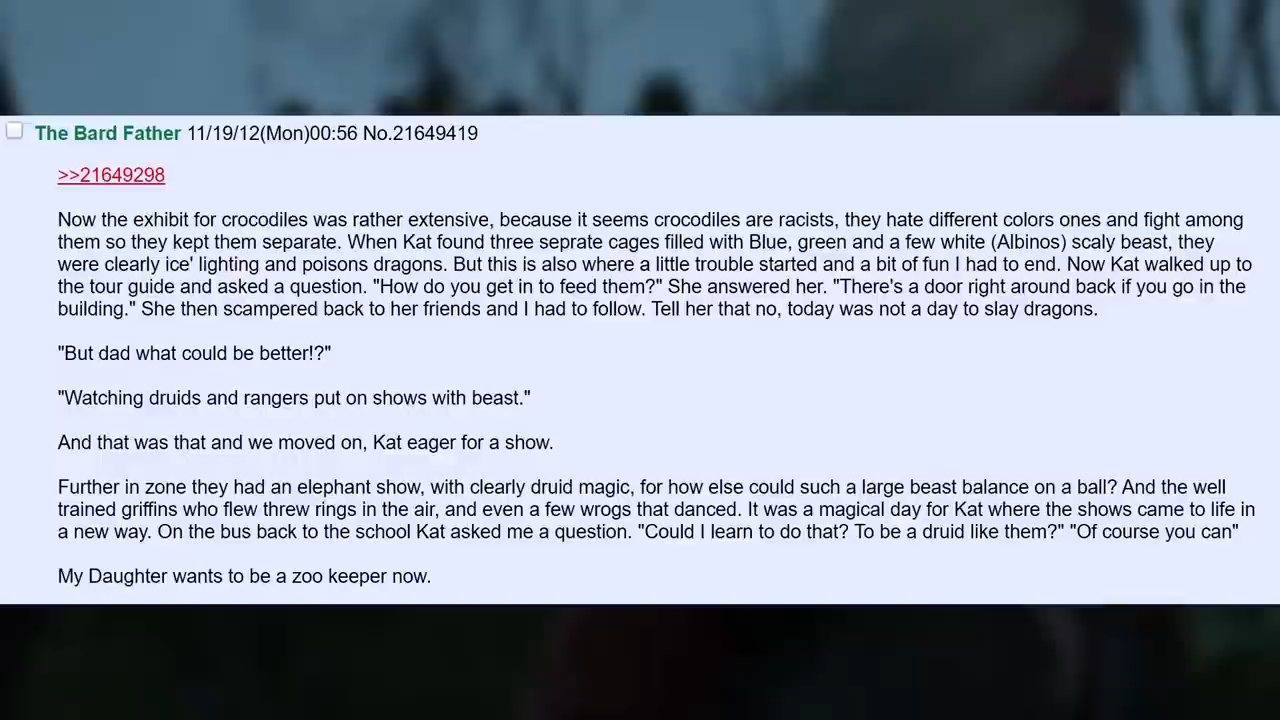 The Bard Father 11/19/12(Mon)00:56 No.21649419
>>21649298
Now the exhibit for crocodiles was rather extensive, because it seems crocodiles are racists, they hate different colors ones and fight among
them so they kept them separate. When Kat found three seprate cages filled with Blue, green and a few white (Albinos) scaly beast, they
were clearly ice' lighting and poisons dragons. But this is also where a little trouble started and a bit of fun I had to end. Now Kat walked up to
the tour guide and asked a question. "How do you get in to feed them?" She answered her. "There's a door right around back if you go in the
building." She then scampered back to her friends and I had to follow. Tell her that no, today was not a day to slay dragons.
"But dad what could be better!?"
"Watching druids and rangers put on shows with beast."
And that was that and we moved on, Kat eager for a show.
Further in zone they had an elephant show, with clearly druid magic, for how else could such a large beast balance on a ball? And the well
trained griffins who flew threw rings in the air, and even a few wrogs that danced. It was a magical day for Kat where the shows came to life in
a new way. On the bus back to the school Kat asked me a question. "Could I learn to do that? To be a druid like them?" "Of course you can"
My Daughter wants to be a zoo keeper now.